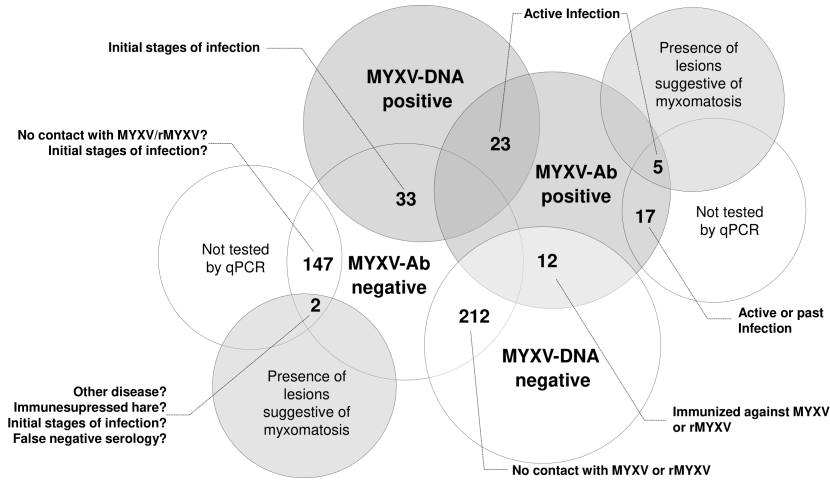 Active Infection
Initial stages of infection
Presence of
lesions
suggestive of
myxomatosis
MYXV-DNA
positive
No contact with MYXV/rMYXV?
Initial stages of infection?
23
MYXV-Ab
positive
5
33
17
Not tested
by qPCR
Not tested
by qPCR
147
MYXV-Ab
negative
12
2
212
Active or past
Infection
MYXV-DNA
negative
Presence of
lesions
suggestive of
myxomatosis
Other disease?
Immunesupressed hare?
Initial stages of infection?
False negative serology?
Immunized against MYXV
or rMYXV
No contact with MYXV or rMYXV